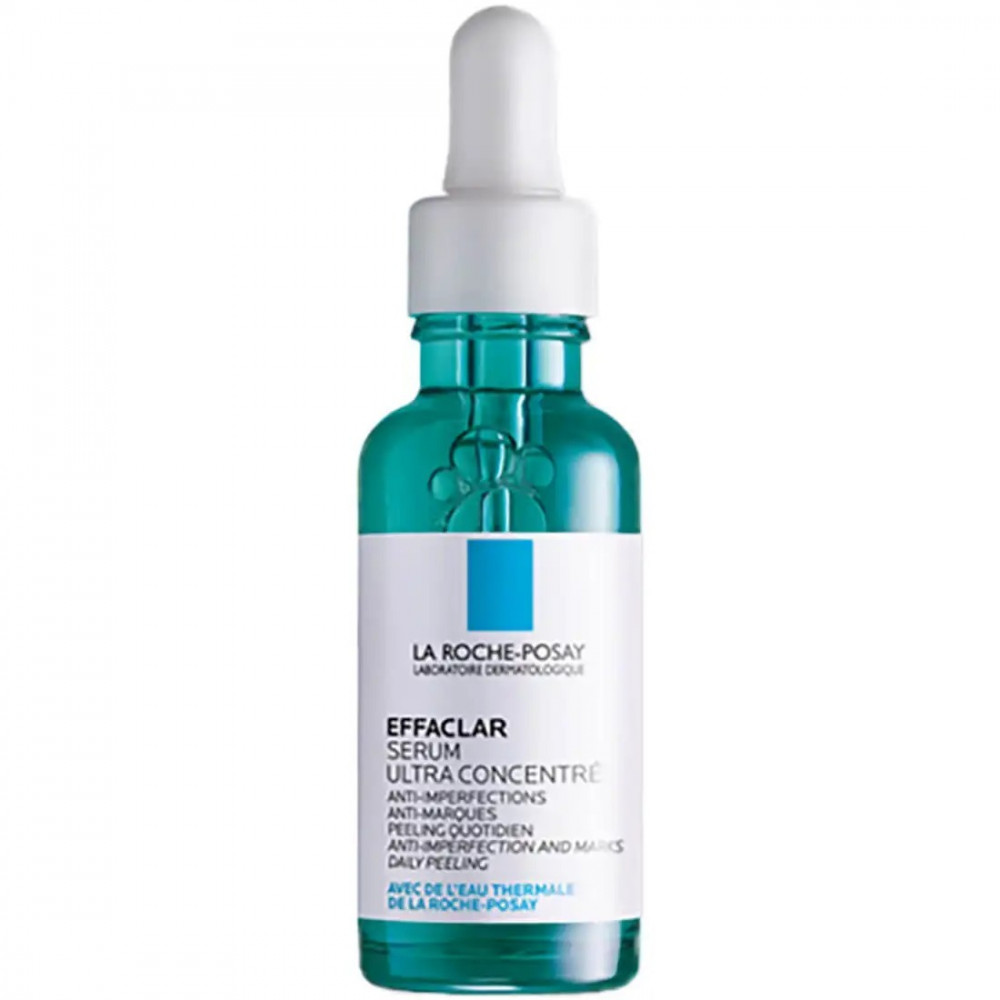 LA ROCHE-POSAY
LABORATOIRE DERMATOLOGIQUE
EFFACLAR
SERUM
ULTRA CONCENTRÉ
ANTI-IMPERFECTIONS
ANTI-MARQUES
PEELING QUOTIDIEN
ANTI-IMPERFECTION AND MARKS
DAILY PEELING
AVEC DE L'EAU THERMALE
DE LA ROCHE-POSAY